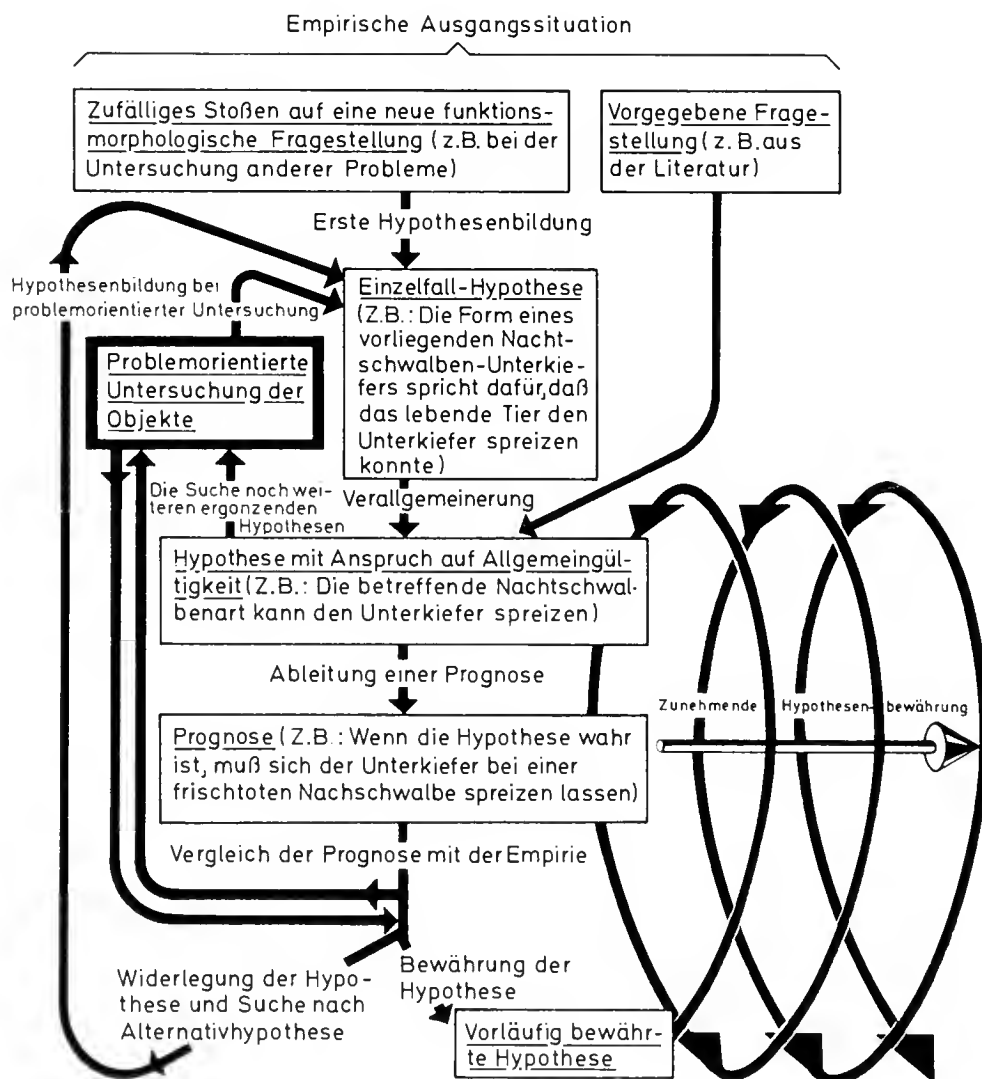 Empirische Ausgangssituation
Zufälliges Stoßen auf eine neue funktions-
morphologische Fragestellung (z.B. bei der
Untersuchung anderer Probleme)
Vorgegebene Frage-
stellung (z.B. aus
der Literatur)
Erste Hypothesenbildung
Hypothesenbildung bei
problemorientierter Untersuchung
Einzelfall-Hypothese
(Z.B.: Die Form eines
vorliegenden Nacht-
schwalben-Unterkie-
fers spricht dafür, daß
das lebende Tier den
Unterkiefer spreizen
konnte)
Problemorientierte
Untersuchung der
Objekte
Die Suche noch wei-
teren ergonzenden
Hypothesen
Verallgemeinerung
Hypothese mit Anspruch auf Allgemeingül-
tigkeit (Z.B.: Die betreffende Nachtschwal-
benart kann den Unterkiefer spreizen)
Ableitung einer Prognose
Zunehmende Hypothesen-bewährung
Prognose (Z.B.: Wenn die Hypothese wahr
ist, muß sich der Unterkiefer bei einer
frischtoten Nachschwalbe spreizen lassen)
Vergleich der Prognose mit der Empirie
Widerlegung der Hypo-
these und Suche nach
Alternativhypothese
Bewährung der
Hypothese
Vorläufig bewähr-
te Hypothese